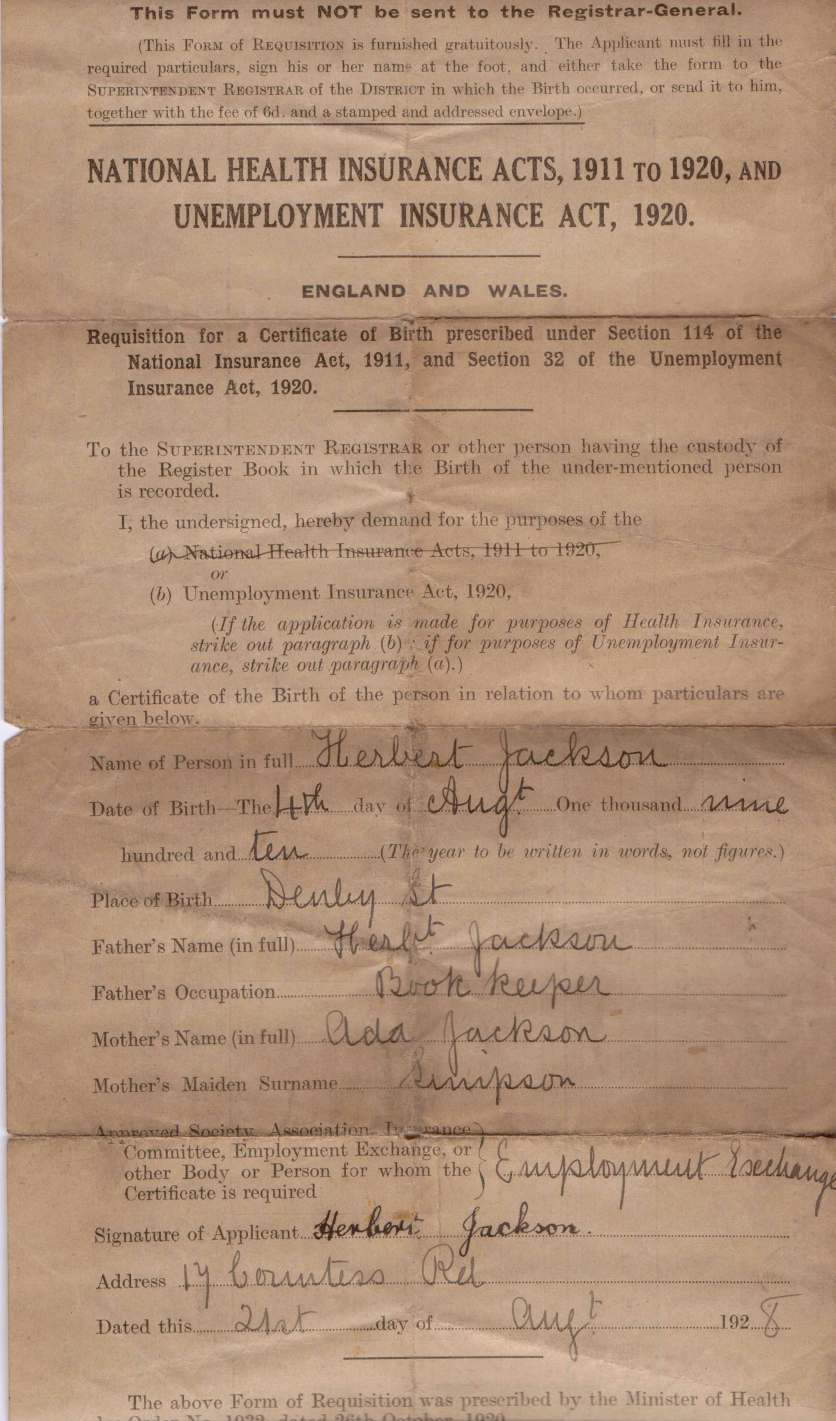 This Form must NOT be sent to the Registrar-General.
(This FORM of REQUISITION is furnished gratuitously. The Applicant must fill in the
required particulars, sign his or her name at the foot, and either take the form to the
SUPERINTENDENT REGISTRAR of the DISTRICT in which the Birth occurred, or send it to him,
together with the fee of 6d. and a stamped and addressed envelope.)
NATIONAL HEALTH INSURANCE ACTS, 1911 TO 1920, AND
UNEMPLOYMENT INSURANCE ACT, 1920.
ENGLAND AND WALES.
Requisition for a Certificate of Birth prescribed under Section 114 of the
National Insurance Act, 1911, and Section 32 of the Unemployment
Insurance Act, 1920.
To the SUPERINTENDENT REGISTRAR or other person having the custody of
the Register Book in which the Birth of the under-mentioned person
is recorded.
I, the undersigned, hereby demand for the purposes of the
(a) National Health Insurance Acts, 1911 to 1920,
or
(b) Unemployment Insurance Act, 1920,
(If the application is made for purposes of Health Insurance,
strike out paragraph (b) : if for purposes of Unemployment Insur-
ance, strike out paragraph (a).)
a Certificate of the Birth of the person in relation to whom particulars are
given below.
Name of Person in full Herbert Jackson
Date of Birth—The 4th day of Augt One thousand nine
hundred and ten (The year to be written in words, not figures.)
Place of Birth Denby St
Father's Name (in full) Herbt Jackson
Father's Occupation Book keeper
Mother's Name (in full) Ada Jackson
Mother's Maiden Surname Simpson
Approved Society, Association, Insurance
Committee, Employment Exchange, or
other Body or Person for whom the
Certificate is required Employment Exchange
Signature of Applicant Herbert Jackson.
Address 17 Countess Rd
Dated this 21st day of Augt 1928
The above Form of Requisition was prescribed by the Minister of Health
Order No. 1932, dated 26th October, 1920.